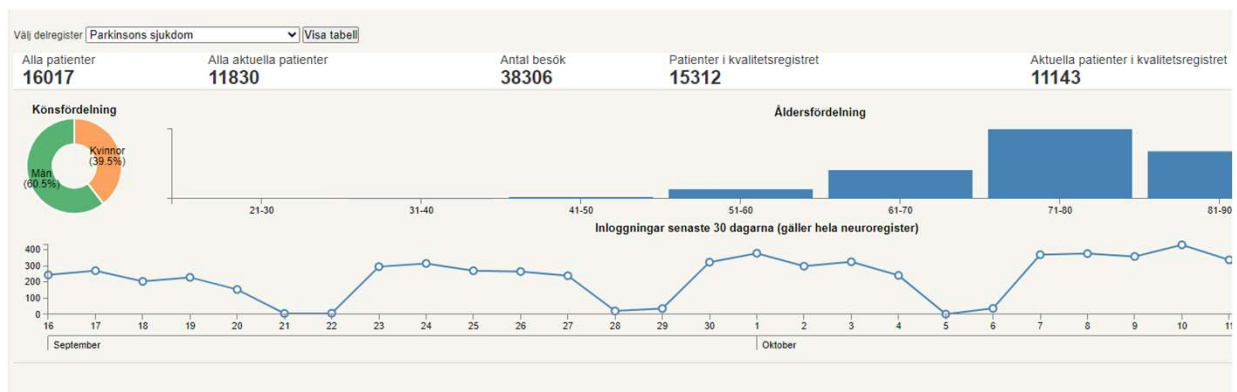 Välj delregister Parkinsons sjukdom Visa tabell
Alla patienter Alla aktuella patienter Antal besök Patienter i kvalitetsregistret Aktuella patienter i kvalitetsregistret
16017 11830 38306 15312 11143
Könsfördelning
Kvinnor
(39.5%)
Män
(60.5%)
Åldersfördelning
21-30 31-40 41-50 51-60 61-70 71-80 81-90
Inloggningar senaste 30 dagarna (gäller hela neuroregister)
400
300
200
100
0
16 17 18 19 20 21 22 23 24 25 26 27 28 29 30 1 2 3 4 5 6 7 8 9 10 11
September Oktober